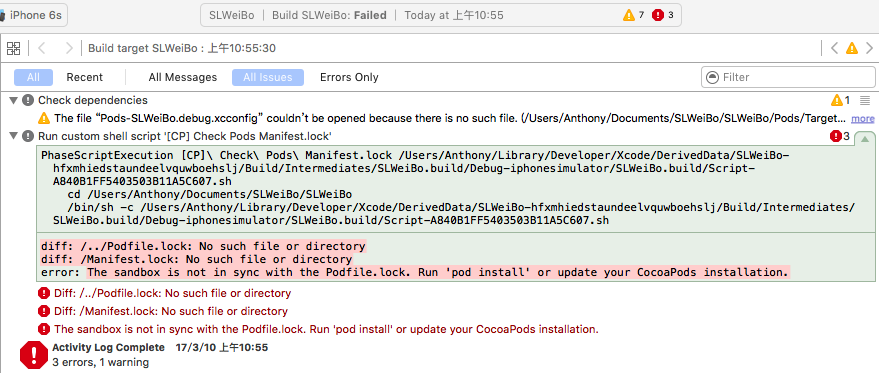 iPhone 6s
SLWeiBo | Build SLWeiBo: Failed | Today at 上午10:55
7 3
Build target SLWeiBo : 上午10:55:30
All Recent All Messages All Issues Errors Only Filter
Check dependencies 1
The file “Pods-SLWeiBo.debug.xcconfig” couldn’t be opened because there is no such file. (/Users/Anthony/Documents/SLWeiBo/SLWeiBo/Pods/Target... more
Run custom shell script '[CP] Check Pods Manifest.lock' 3
PhaseScriptExecution [CP]\ Check\ Pods\ Manifest.lock /Users/Anthony/Library/Developer/Xcode/DerivedData/SLWeiBo-
hfxmhiedstaundeelvquwboehslj/Build/Intermediates/SLWeiBo.build/Debug-iphonesimulator/SLWeiBo.build/Script-
A840B1FF5403503B11A5C607.sh
cd /Users/Anthony/Documents/SLWeiBo/SLWeiBo
/bin/sh -c /Users/Anthony/Library/Developer/Xcode/DerivedData/SLWeiBo-hfxmhiedstaundeelvquwboehslj/Build/Intermediates/
SLWeiBo.build/Debug-iphonesimulator/SLWeiBo.build/Script-A840B1FF5403503B11A5C607.sh
diff: /../Podfile.lock: No such file or directory
diff: /Manifest.lock: No such file or directory
error: The sandbox is not in sync with the Podfile.lock. Run 'pod install' or update your CocoaPods installation.
Diff: /../Podfile.lock: No such file or directory
Diff: /Manifest.lock: No such file or directory
The sandbox is not in sync with the Podfile.lock. Run 'pod install' or update your CocoaPods installation.
Activity Log Complete 17/3/10 上午10:55
3 errors, 1 warning